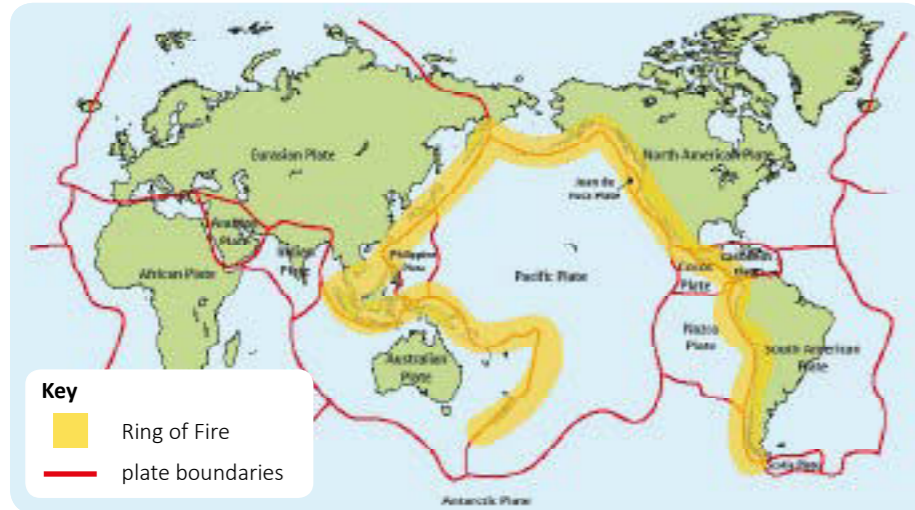 Eurasian Plate
North American Plate
Juan de
Fuca Plate
Arabian
Plate
Indian
Plate
Philippine
Plate
African Plate
Pacific Plate
Cocos
Plate
Caribbean
Plate
Nazca
Plate
South American
Plate
Australian
Plate
Scotia Plate
Antarctic Plate
Key
Ring of Fire
plate boundaries